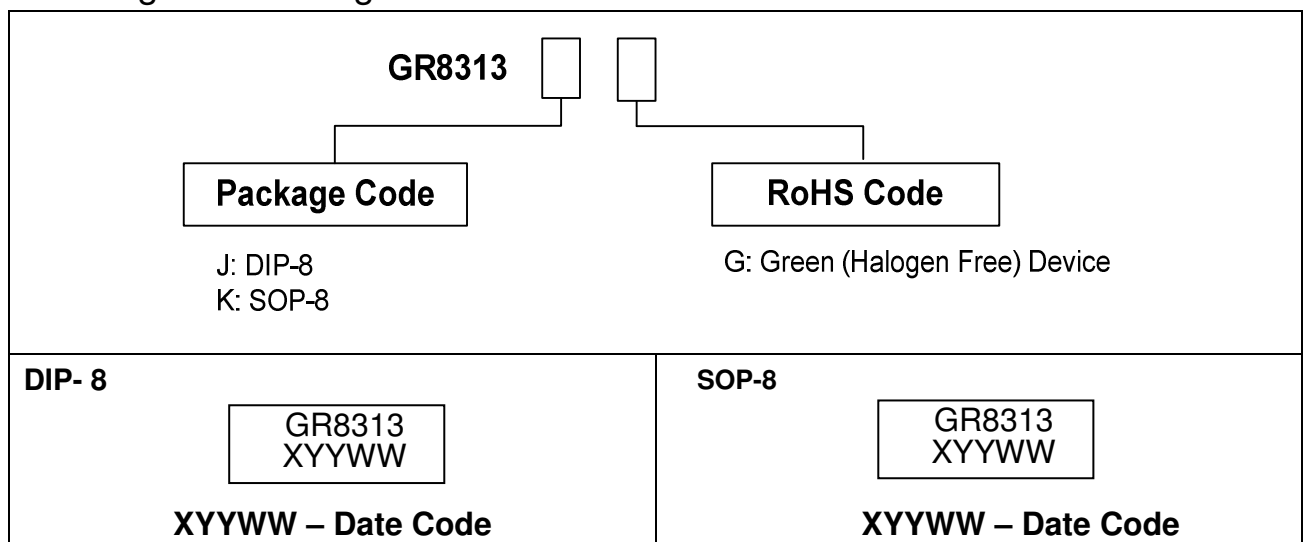 GR8313
Package Code
RoHS Code
J: DIP-8
K: SOP-8
G: Green (Halogen Free) Device
DIP- 8
GR8313
XYYWW
XYYWW – Date Code
SOP-8
GR8313
XYYWW
XYYWW – Date Code